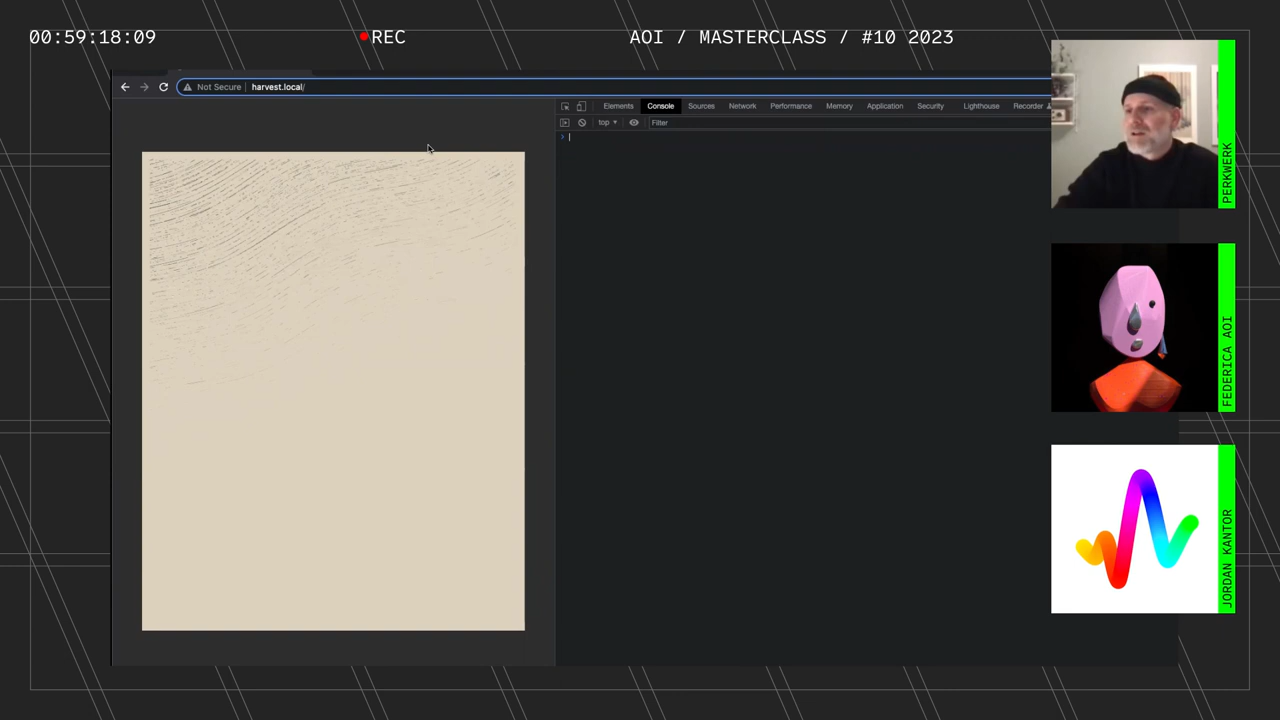 00:59:18:09
REC
AOI / MASTERCLASS / #10 2023
Not Secure
harvest.local/
Elements
Console
Sources
Network
Performance
Memory
Application
Security
Lighthouse
Recorder
top
Filter
PERKWERK
FEDERICA AOI
JORDAN KANTOR